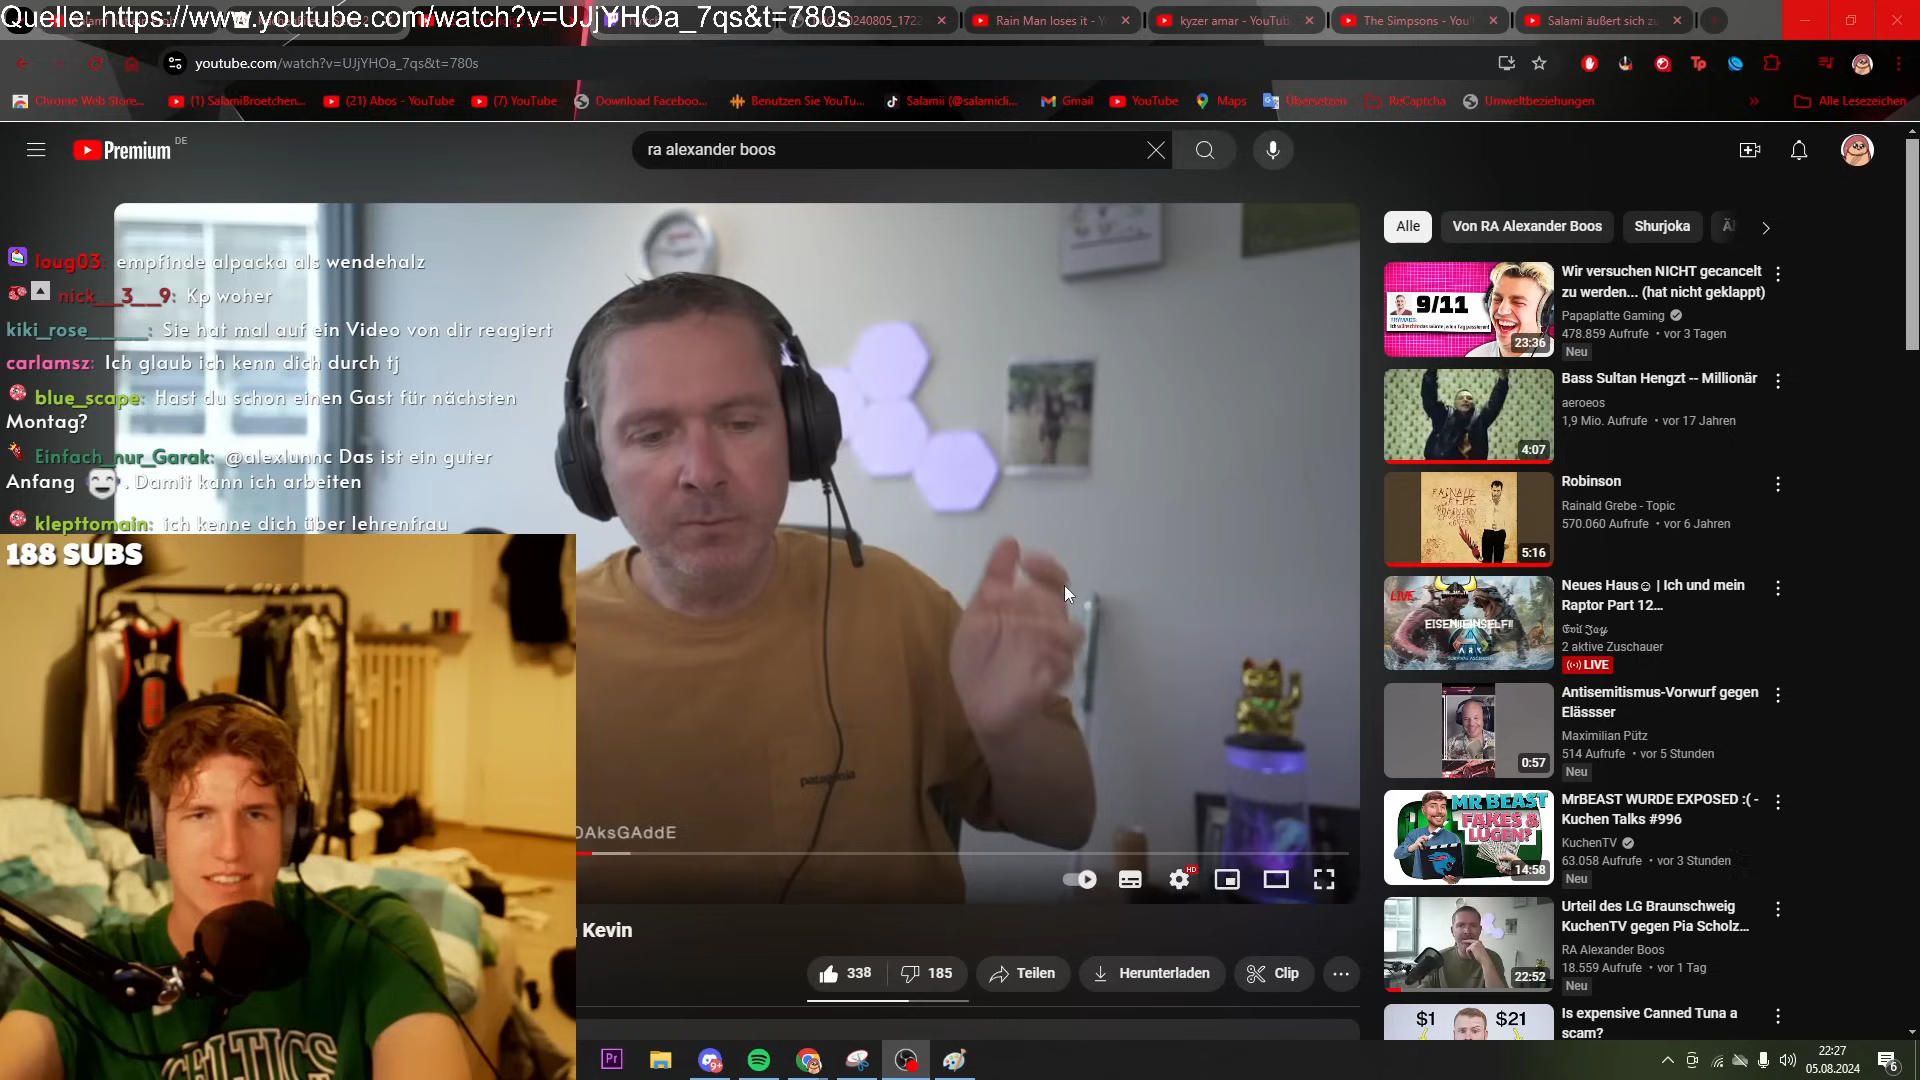 Quelle: https://www.youtube.com/watch?v=UJjYHOa_7qs&t=780s
Rain Man loses it - Y
kyzer amar - YouTub
The Simpsons - You
Salami äußert sich zu
youtube.com/watch?v=UJjYHOa_7qs&t=780s
Chrome Web Store...
(1) SalamiBroetchen...
(21) Abos - YouTube
(7) YouTube
Download Faceboo...
Benutzen Sie YouTu...
Salamii (@salamicli...
Gmail
YouTube
Maps
Übersetzen
ReCaptcha
Umweltbeziehungen
Alle Lesezeichen
Premium DE
ra alexander boos
loug03: empfinde alpacka als wendehalz
nick__3__9: Kp woher
kiki_rose_____: Sie hat mal auf ein Video von dir reagiert
carlamsz: Ich glaub ich kenn dich durch tj
blue_scape: Hast du schon einen Gast für nächsten
Montag?
Einfach_nur_Garak: @alexlunnc Das ist ein guter
Anfang . Damit kann ich arbeiten
klepttomain: ich kenne dich über lehrenfrau
188 SUBS
patagonia
DAksGAddE
HD
Kevin
338
185
Teilen
Herunterladen
Clip
CELTICS
Alle
Von RA Alexander Boos
Shurjoka
9/11
23:36
Wir versuchen NICHT gecancelt
zu werden... (hat nicht geklappt)
Papaplatte Gaming
478.859 Aufrufe • vor 3 Tagen
Neu
4:07
Bass Sultan Hengzt -- Millionär
aeroeos
1,9 Mio. Aufrufe • vor 17 Jahren
5:16
Robinson
Rainald Grebe - Topic
570.060 Aufrufe • vor 6 Jahren
LIVE
ARK
Neues Haus☺ | Ich und mein
Raptor Part 12...
Evil Jay
2 aktive Zuschauer
LIVE
0:57
Antisemitismus-Vorwurf gegen
Elässser
Maximilian Pütz
514 Aufrufe • vor 5 Stunden
Neu
MR BEAST
FAKES &
LÜGEN?
14:58
MrBEAST WURDE EXPOSED :( -
Kuchen Talks #996
KuchenTV
63.058 Aufrufe • vor 3 Stunden
Neu
22:52
Urteil des LG Braunschweig
KuchenTV gegen Pia Scholz...
RA Alexander Boos
18.559 Aufrufe • vor 1 Tag
Neu
$1
$21
Is expensive Canned Tuna a
scam?
Pr
22:27
05.08.2024
6